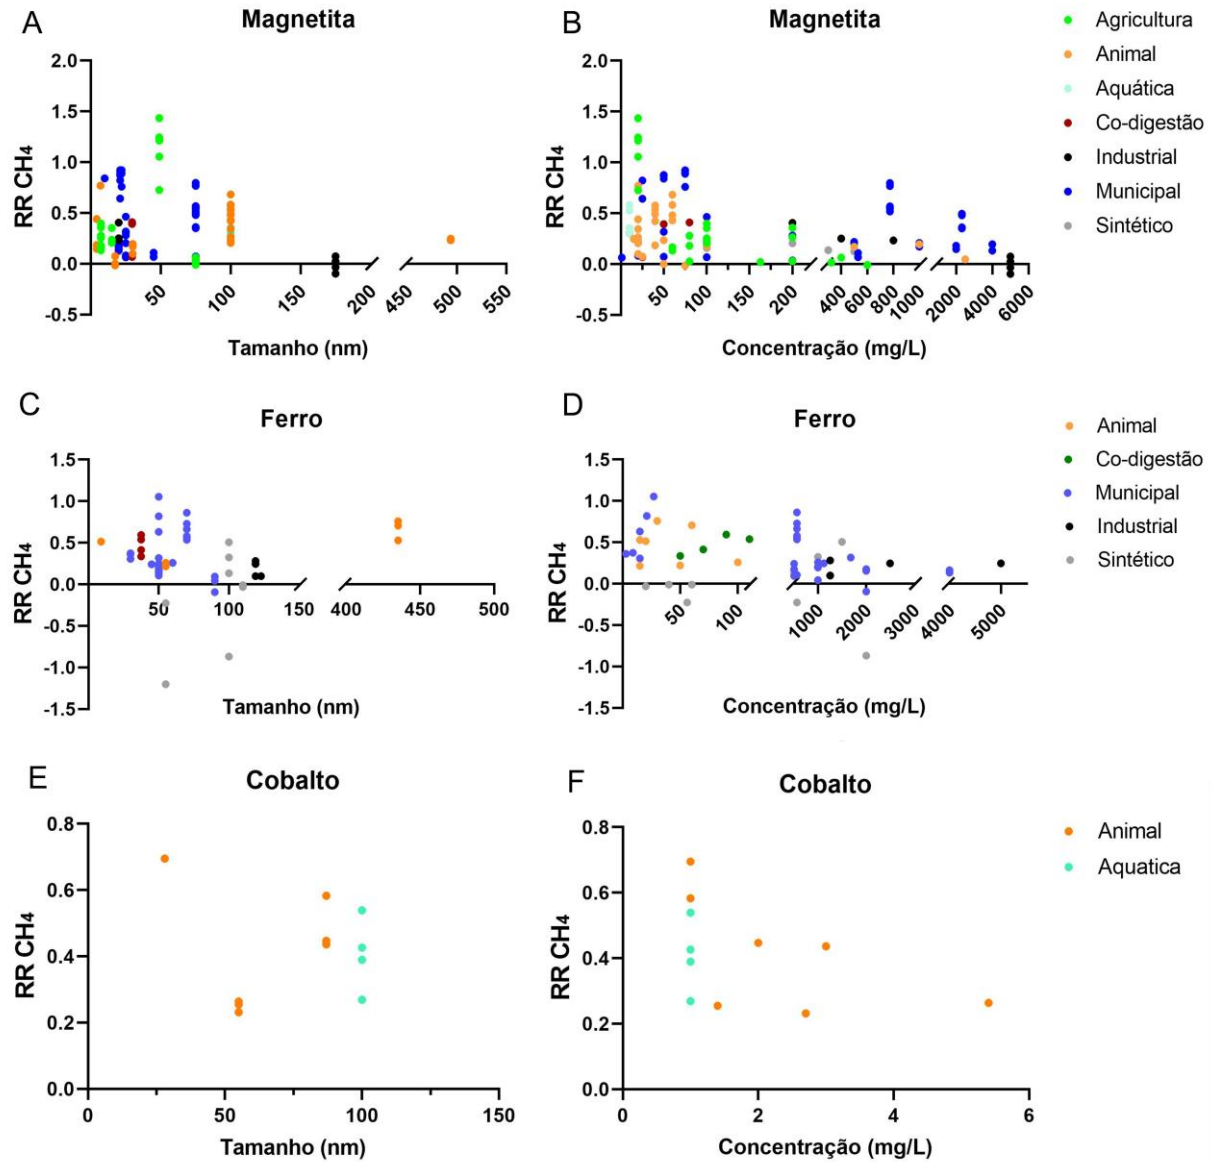 A
Magnetita
RR CH4
2.0
1.5
1.0
0.5
0.0
-0.5
50
100
150
200
450
500
550
Tamanho (nm)
B
Magnetita
RR CH4
2.0
1.5
1.0
0.5
0.0
-0.5
50
100
150
200
400
600
800
1000
2000
4000
6000
Concentração (mg/L)
Agricultura
Animal
Aquática
Co-digestão
Industrial
Municipal
Sintético
C
Ferro
RR CH4
1.5
1.0
0.5
0.0
-0.5
-1.0
-1.5
50
100
150
400
450
500
Tamanho (nm)
D
Ferro
RR CH4
1.5
1.0
0.5
0.0
-0.5
-1.0
-1.5
50
100
1000
2000
3000
4000
5000
Concentração (mg/L)
Animal
Co-digestão
Municipal
Industrial
Sintético
E
Cobalto
RR CH4
0.8
0.6
0.4
0.2
0.0
0
50
100
150
Tamanho (nm)
F
Cobalto
RR CH4
0.8
0.6
0.4
0.2
0.0
0
2
4
6
Concentração (mg/L)
Animal
Aquatica